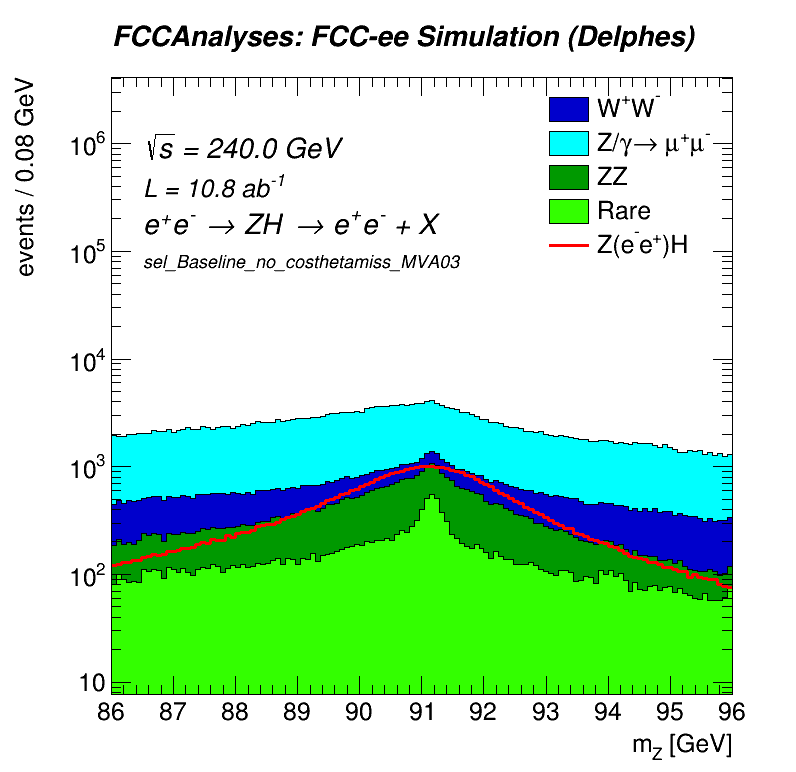 FCCAnalyses: FCC-ee Simulation (Delphes)
events / 0.08 GeV
√s = 240.0 GeV
L = 10.8 ab⁻¹
e⁺e⁻ → ZH → e⁺e⁻ + X
sel_Baseline_no_costhetamiss_MVA03
W⁺W⁻
Z/γ→ μ⁺μ⁻
ZZ
Rare
Z(e⁻e⁺)H
10⁶
10⁵
10⁴
10³
10²
10
86 87 88 89 90 91 92 93 94 95 96
m_Z [GeV]